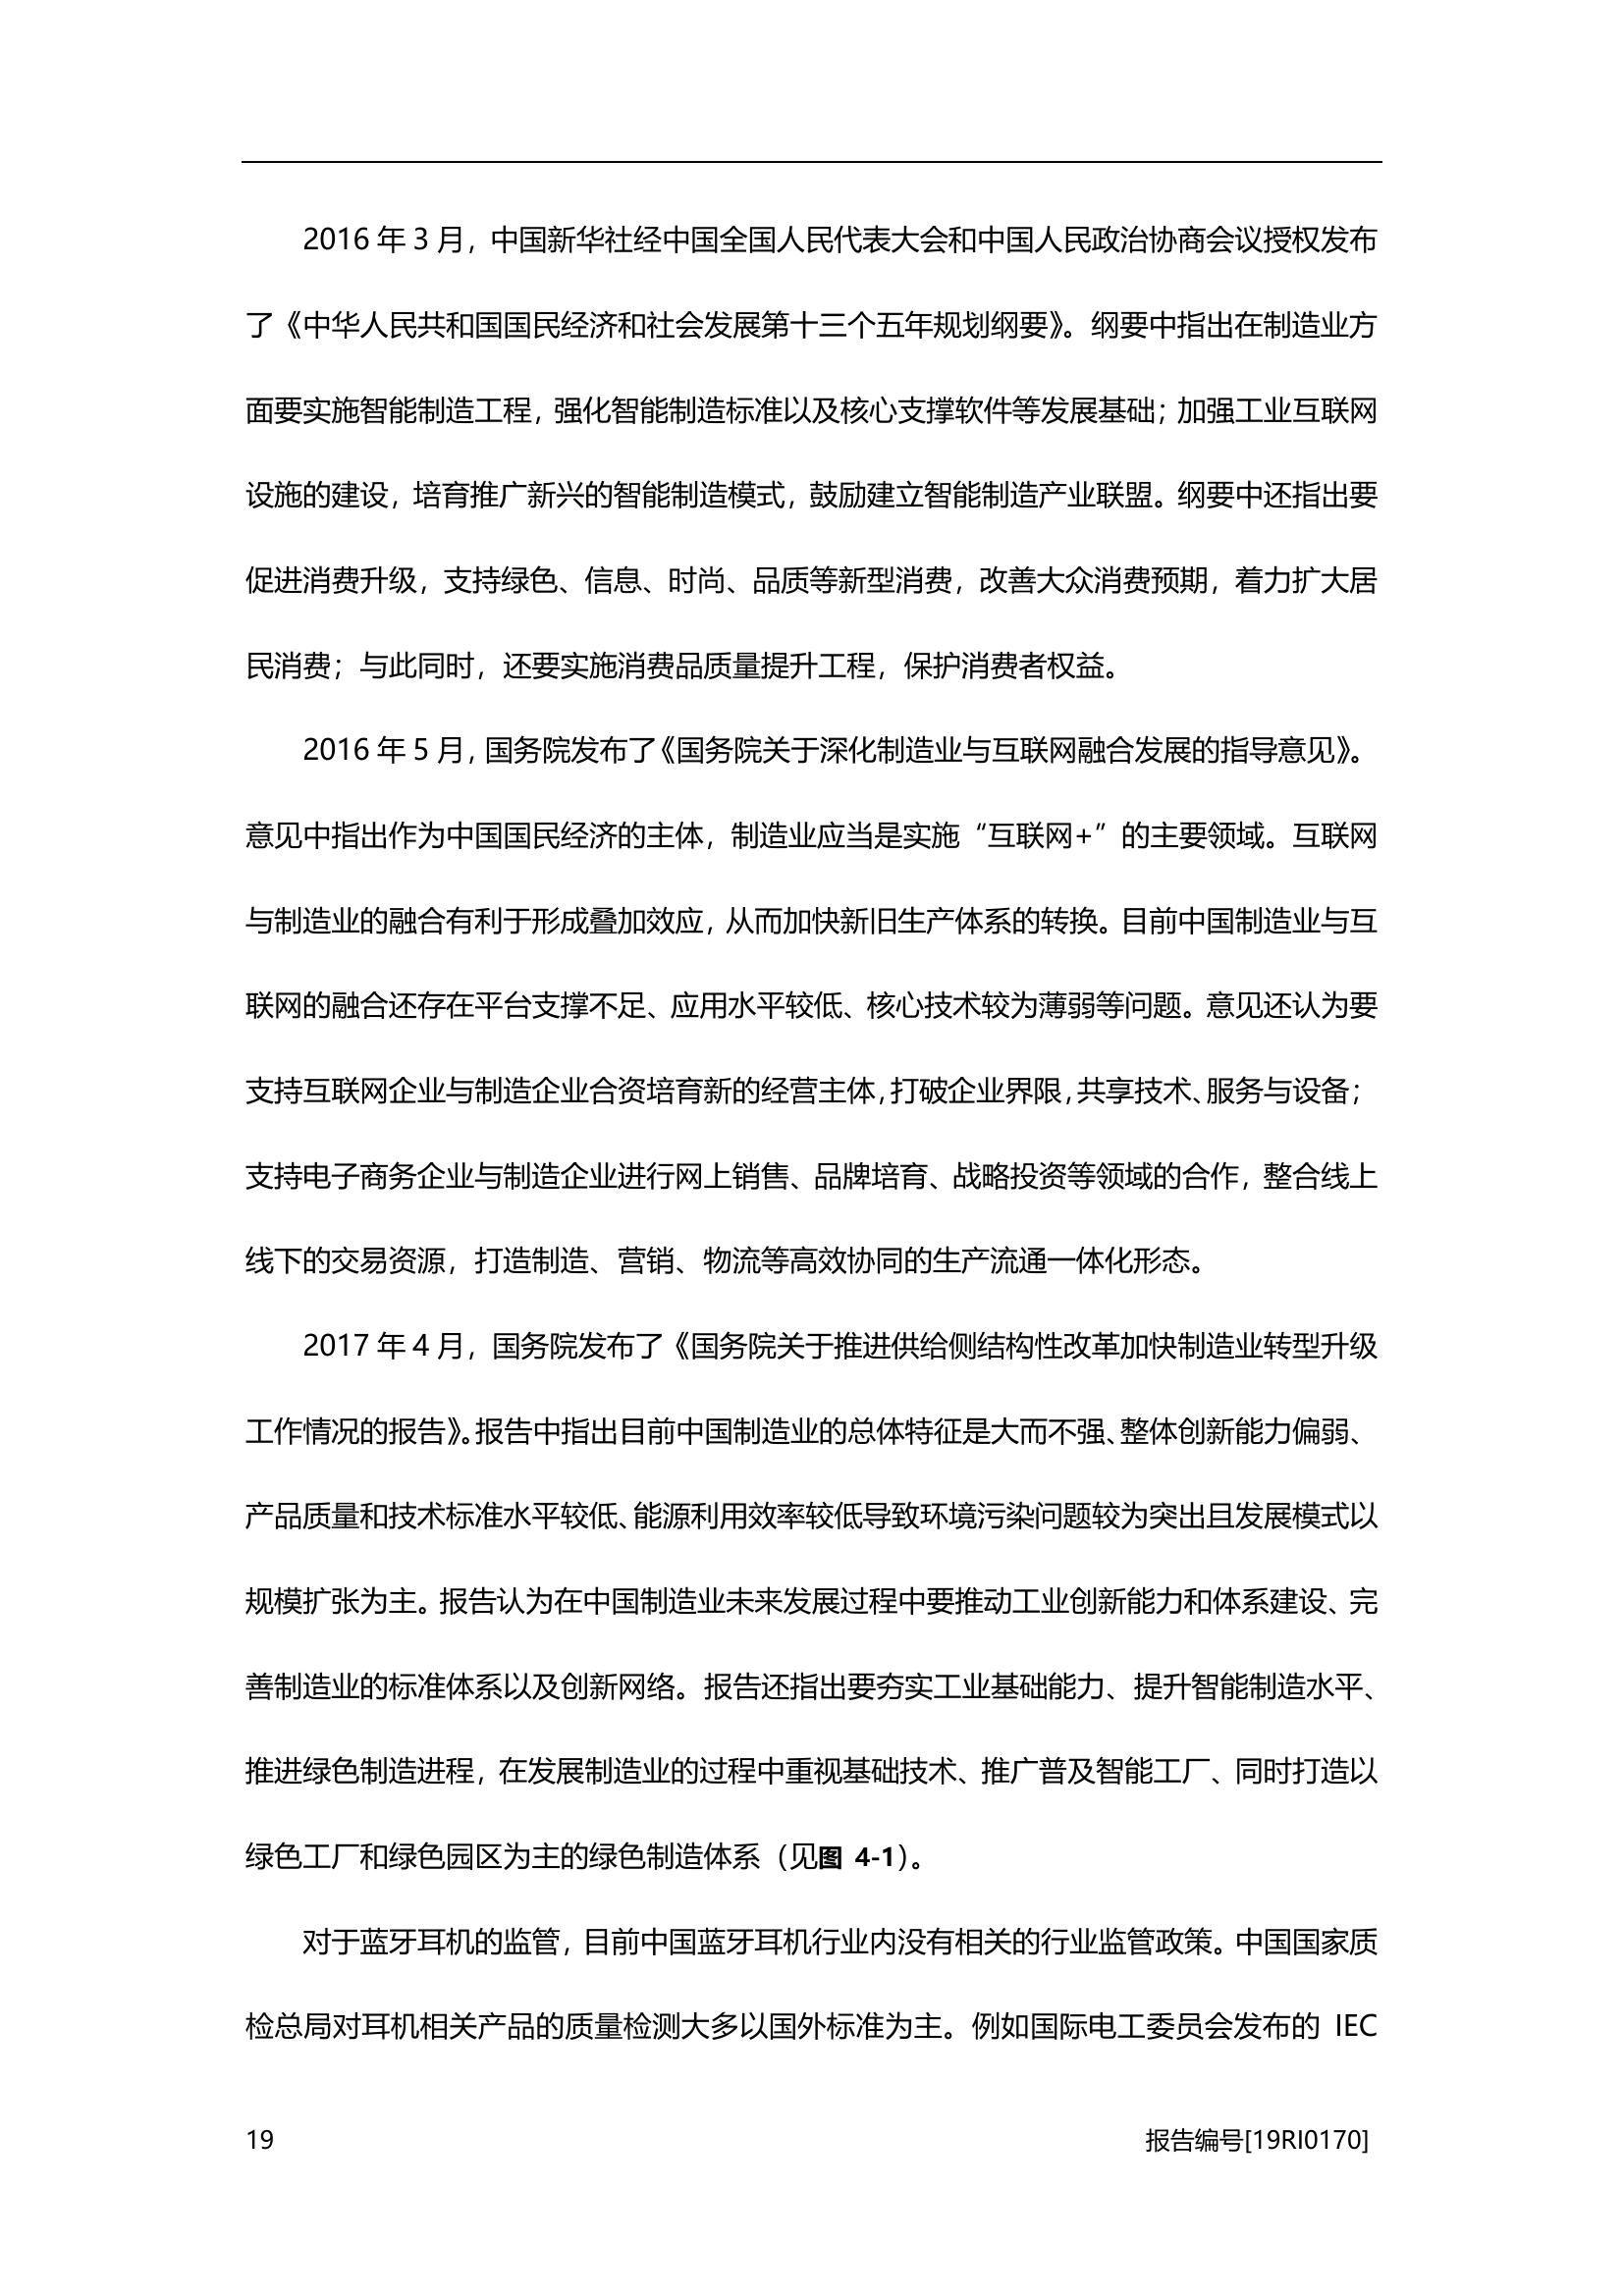 2016 年 3 月，中国新华社经中国全国人民代表大会和中国人民政治协商会议授权发布
了《中华人民共和国国民经济和社会发展第十三个五年规划纲要》。纲要中指出在制造业方
面要实施智能制造工程，强化智能制造标准以及核心支撑软件等发展基础；加强工业互联网
设施的建设，培育推广新兴的智能制造模式，鼓励建立智能制造产业联盟。纲要中还指出要
促进消费升级，支持绿色、信息、时尚、品质等新型消费，改善大众消费预期，着力扩大居
民消费；与此同时，还要实施消费品质量提升工程，保护消费者权益。
2016 年 5 月，国务院发布了《国务院关于深化制造业与互联网融合发展的指导意见》。
意见中指出作为中国国民经济的主体，制造业应当是实施“互联网+”的主要领域。互联网
与制造业的融合有利于形成叠加效应，从而加快新旧生产体系的转换。目前中国制造业与互
联网的融合还存在平台支撑不足、应用水平较低、核心技术较为薄弱等问题。意见还认为要
支持互联网企业与制造企业合资培育新的经营主体，打破企业界限，共享技术、服务与设备；
支持电子商务企业与制造企业进行网上销售、品牌培育、战略投资等领域的合作，整合线上
线下的交易资源，打造制造、营销、物流等高效协同的生产流通一体化形态。
2017 年 4 月，国务院发布了《国务院关于推进供给侧结构性改革加快制造业转型升级
工作情况的报告》。报告中指出目前中国制造业的总体特征是大而不强、整体创新能力偏弱、
产品质量和技术标准水平较低、能源利用效率较低导致环境污染问题较为突出且发展模式以
规模扩张为主。报告认为在中国制造业未来发展过程中要推动工业创新能力和体系建设、完
善制造业的标准体系以及创新网络。报告还指出要夯实工业基础能力、提升智能制造水平、
推进绿色制造进程，在发展制造业的过程中重视基础技术、推广普及智能工厂、同时打造以
绿色工厂和绿色园区为主的绿色制造体系（见图 4-1）。
对于蓝牙耳机的监管，目前中国蓝牙耳机行业内没有相关的行业监管政策。中国国家质
检总局对耳机相关产品的质量检测大多以国外标准为主。例如国际电工委员会发布的 IEC
19
报告编号[19RI0170]